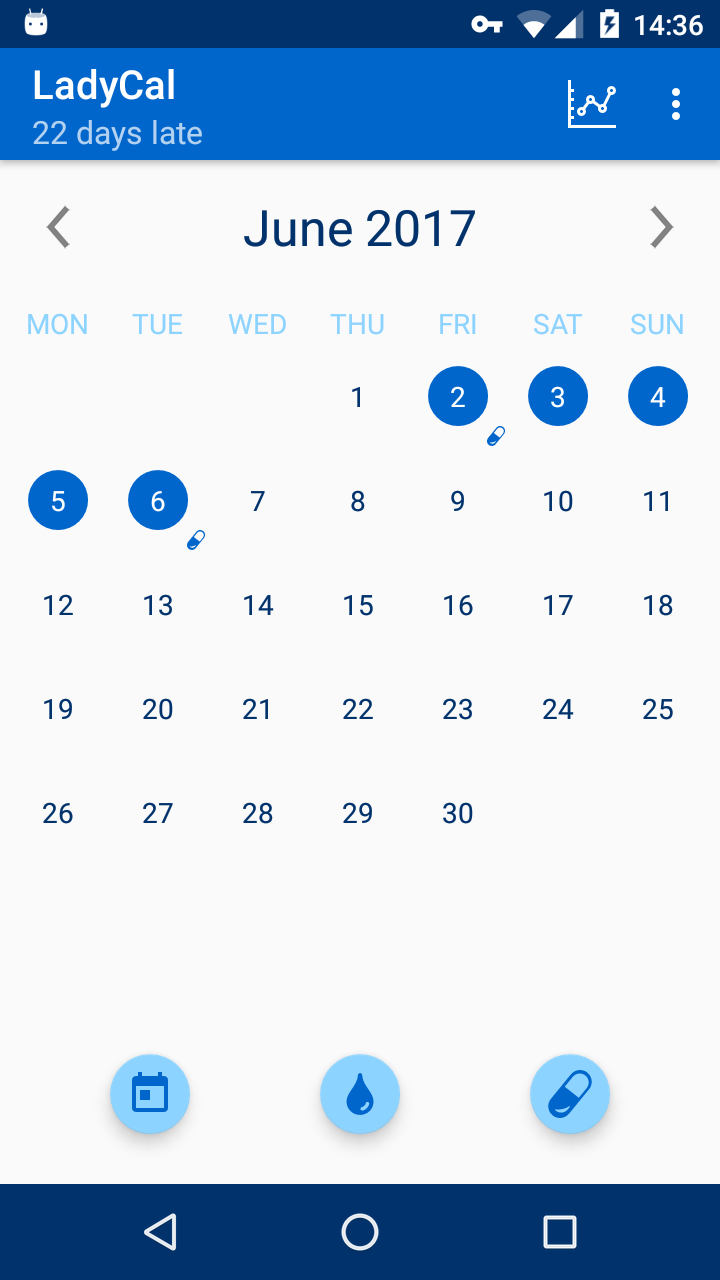 14:36
LadyCal
22 days late
June 2017
MON TUE WED THU FRI SAT SUN
1 2 3 4
5 6 7 8 9 10 11
12 13 14 15 16 17 18
19 20 21 22 23 24 25
26 27 28 29 30